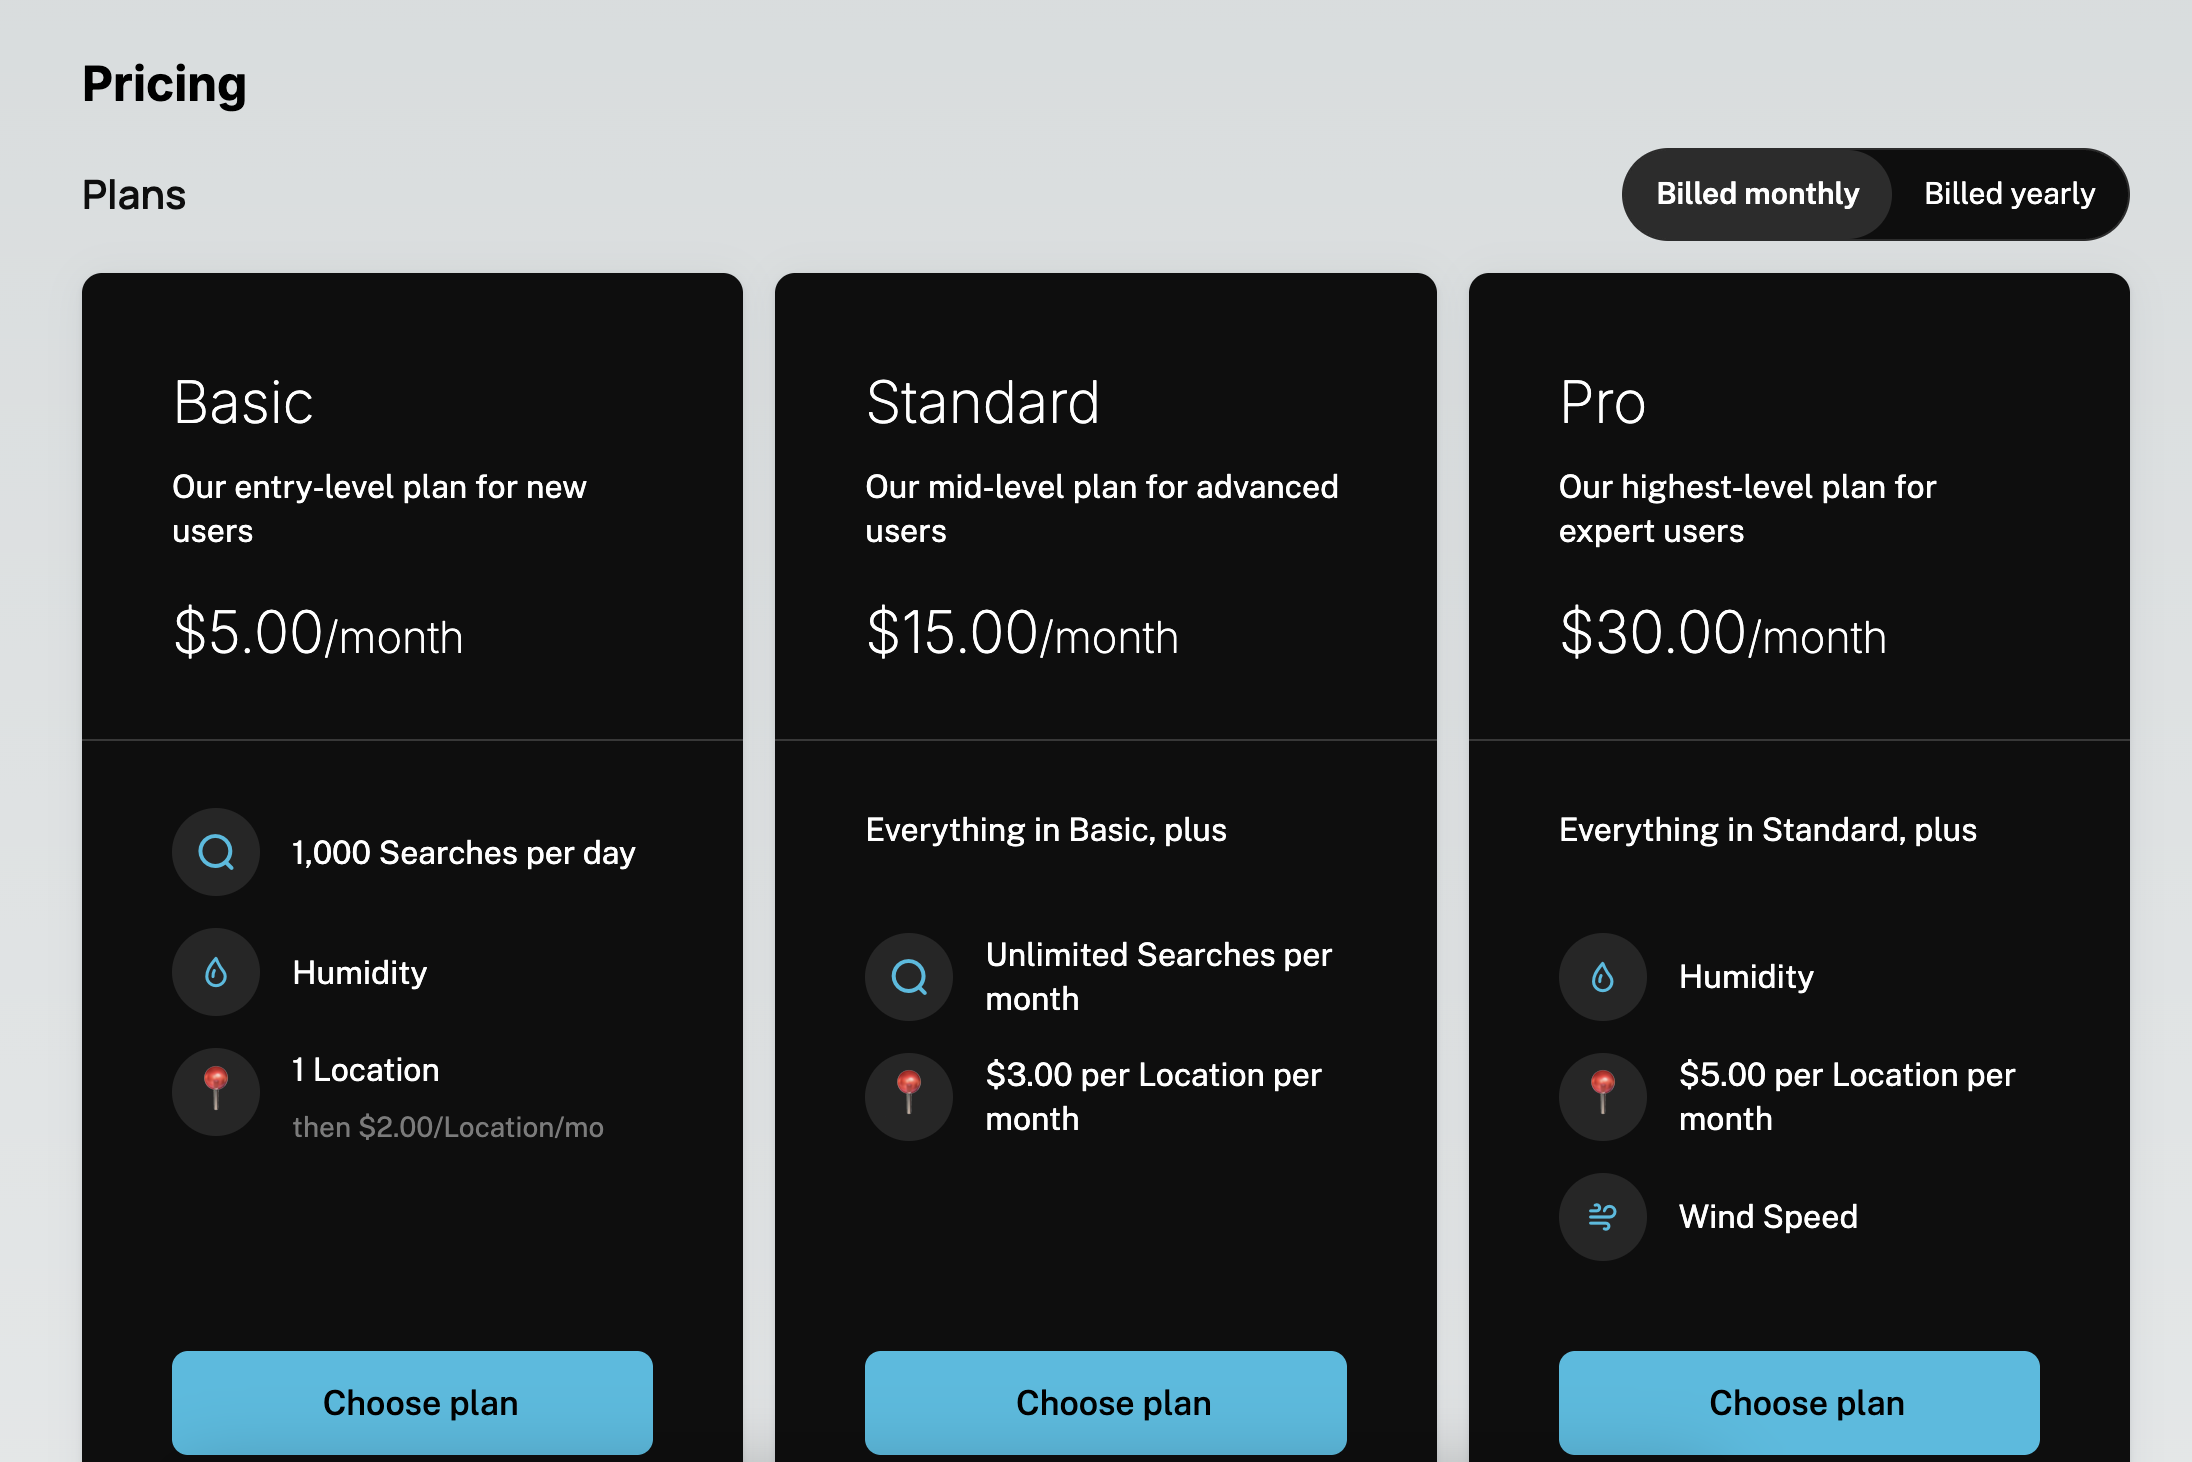 Pricing
Plans
Billed monthly
Billed yearly
Basic
Our entry-level plan for new
users
$5.00/month
1,000 Searches per day
Humidity
1 Location
then $2.00/Location/mo
Choose plan
Standard
Our mid-level plan for advanced
users
$15.00/month
Everything in Basic, plus
Unlimited Searches per
month
$3.00 per Location per
month
Choose plan
Pro
Our highest-level plan for
expert users
$30.00/month
Everything in Standard, plus
Humidity
$5.00 per Location per
month
Wind Speed
Choose plan